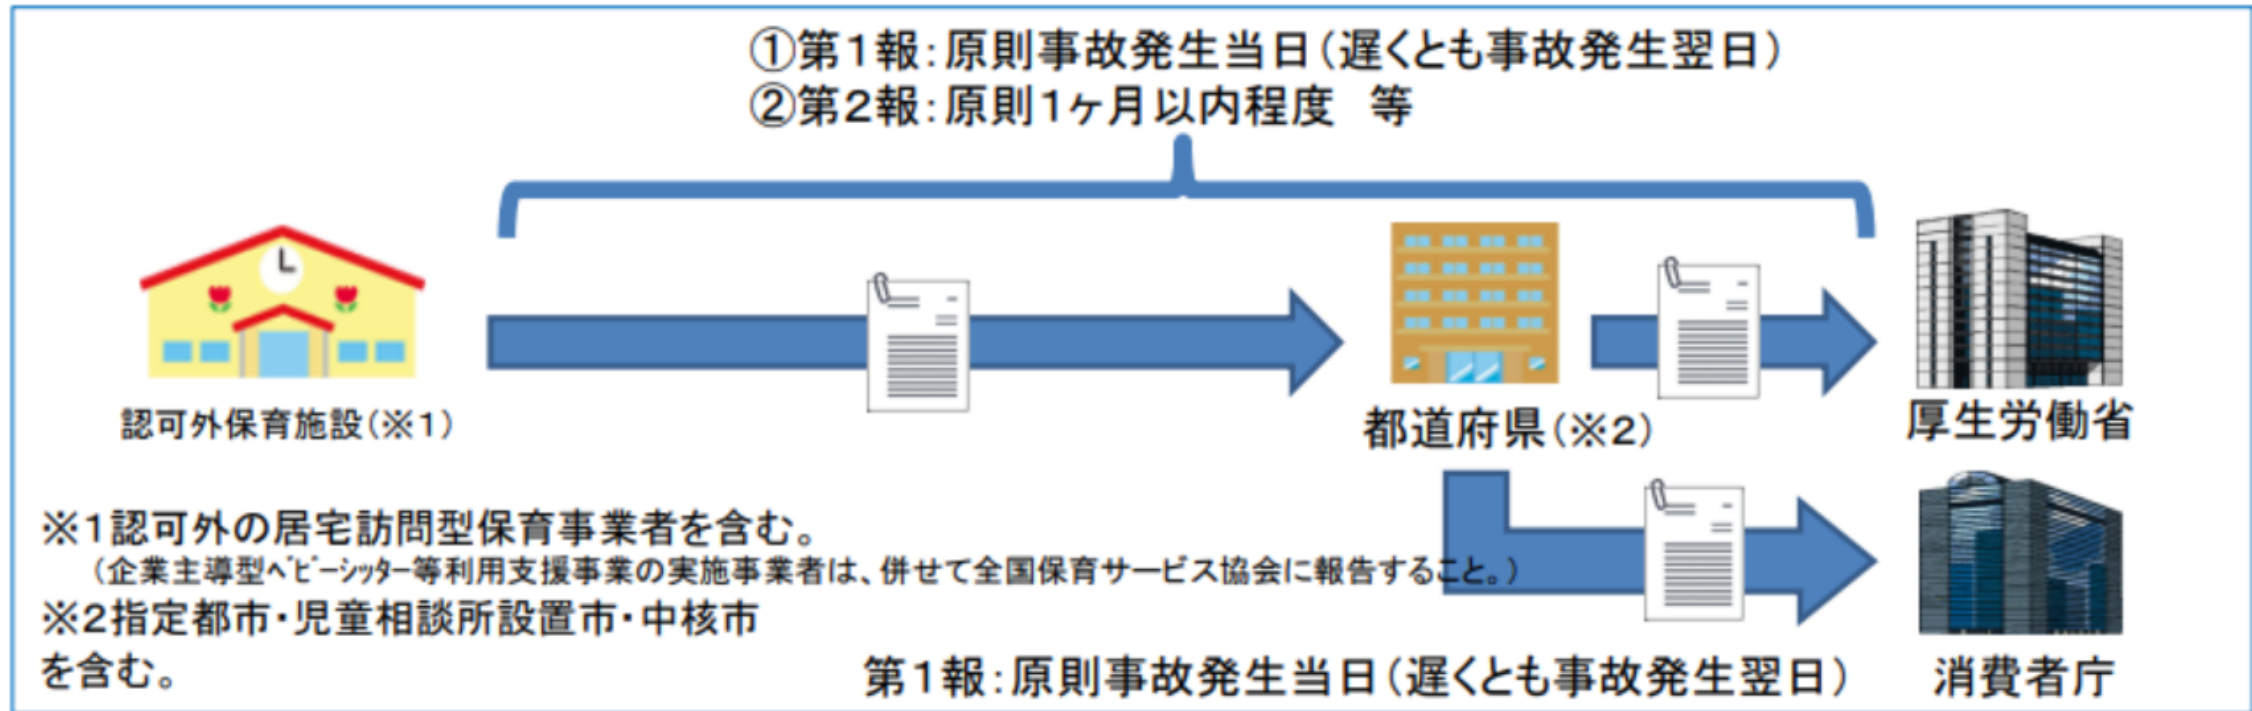 ①第1報：原則事故発生当日（遅くとも事故発生翌日）
②第2報：原則1ヶ月以内程度　等
認可外保育施設（※1）
都道府県（※2）
厚生労働省
※1認可外の居宅訪問型保育事業者を含む。
（企業主導型ベビーシッター等利用支援事業の実施事業者は、併せて全国保育サービス協会に報告すること。）
※2指定都市・児童相談所設置市・中核市
を含む。
第1報：原則事故発生当日（遅くとも事故発生翌日）
消費者庁